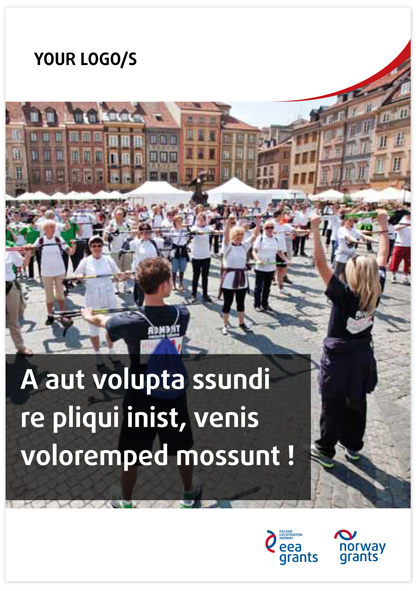 YOUR LOGO/S
A aut volupta ssundi
re pliqui inist, venis
voloremped mossunt !
ICELAND
LIECHTENSTEIN
NORWAY
eea
grants
norway
grants